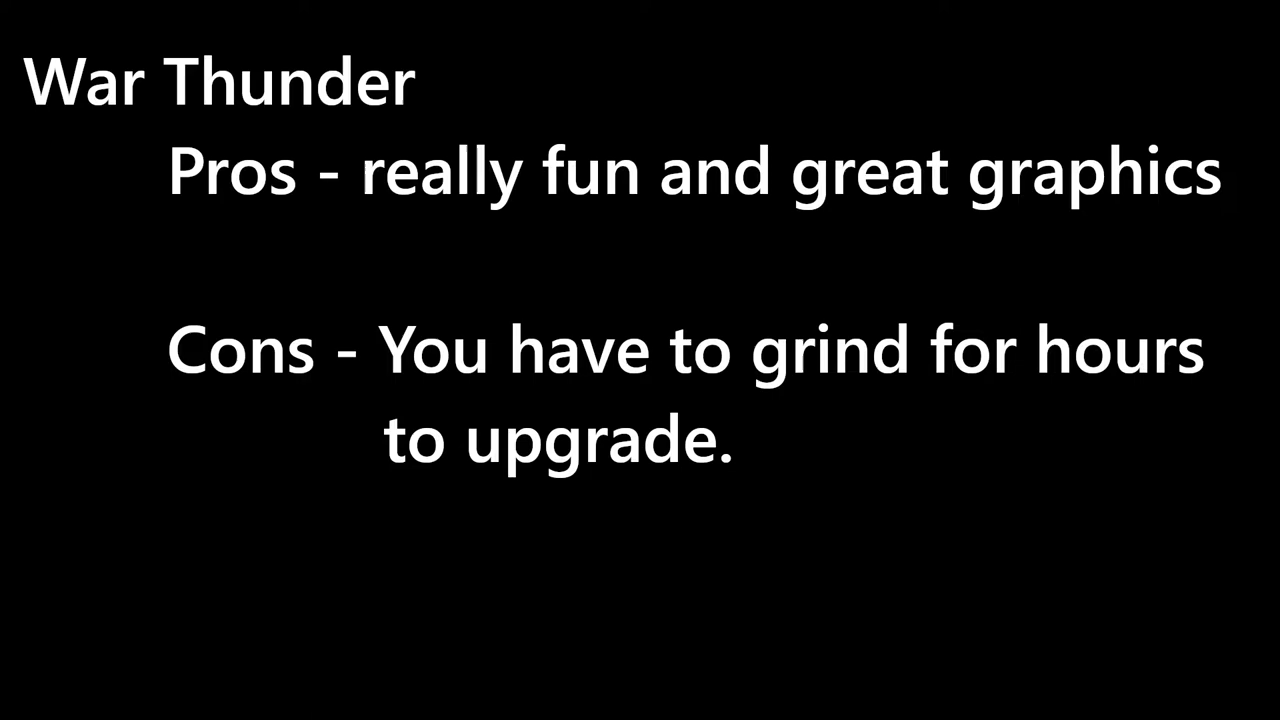 War Thunder
Pros - really fun and great graphics
Cons - You have to grind for hours
to upgrade.